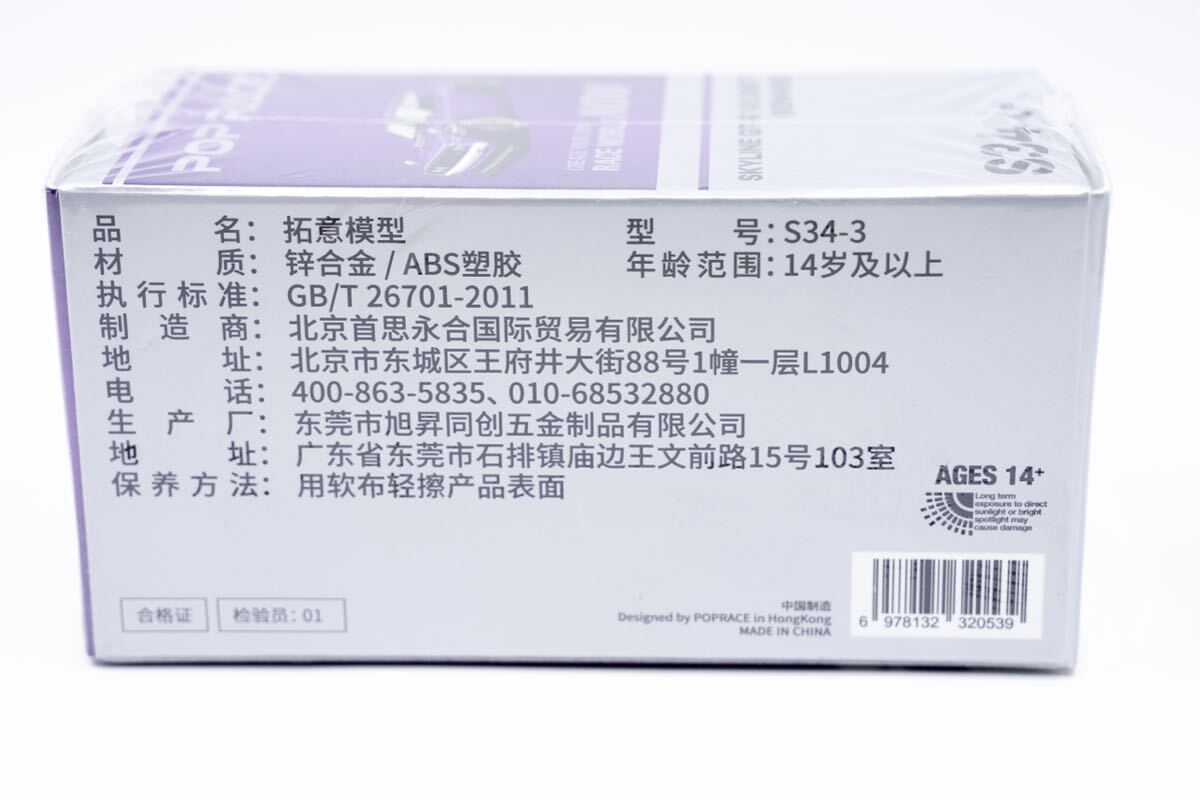 POP RACE
SKYLINE GT-R
S34-3
品 名： 拓意模型 型 号：S34-3
材 质： 锌合金 / ABS塑胶 年龄范围：14岁及以上
执行标准： GB/T 26701-2011
制 造 商： 北京首思永合国际贸易有限公司
地 址： 北京市东城区王府井大街88号1幢一层L1004
电 话： 400-863-5835、010-68532880
生 产 厂： 东莞市旭昇同创五金制品有限公司
地 址： 广东省东莞市石排镇庙边王文前路15号103室
保养方法： 用软布轻擦产品表面
AGES 14+
Long term
exposure to direct
sunlight or bright
spotlight may
cause damage
合格证 检验员：01
中国制造
Designed by POPRACE in HongKong
MADE IN CHINA
6 978132 320539